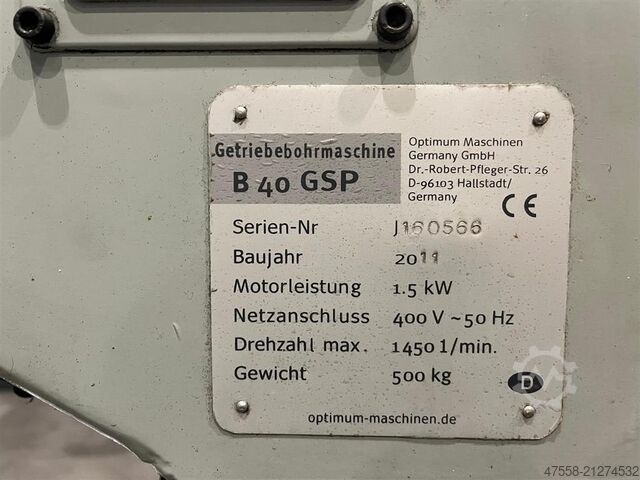 Getriebebohrmaschine
B 40 GSP
Optimum Maschinen
Germany GmbH
Dr.-Robert-Pfleger-Str. 26
D-96103 Hallstadt/
Germany
CE
Serien-Nr J160566
Baujahr 2011
Motorleistung 1.5 kW
Netzanschluss 400 V ~50 Hz
Drehzahl max. 1450 1/min.
Gewicht 500 kg
D
optimum-maschinen.de
47558-21274532